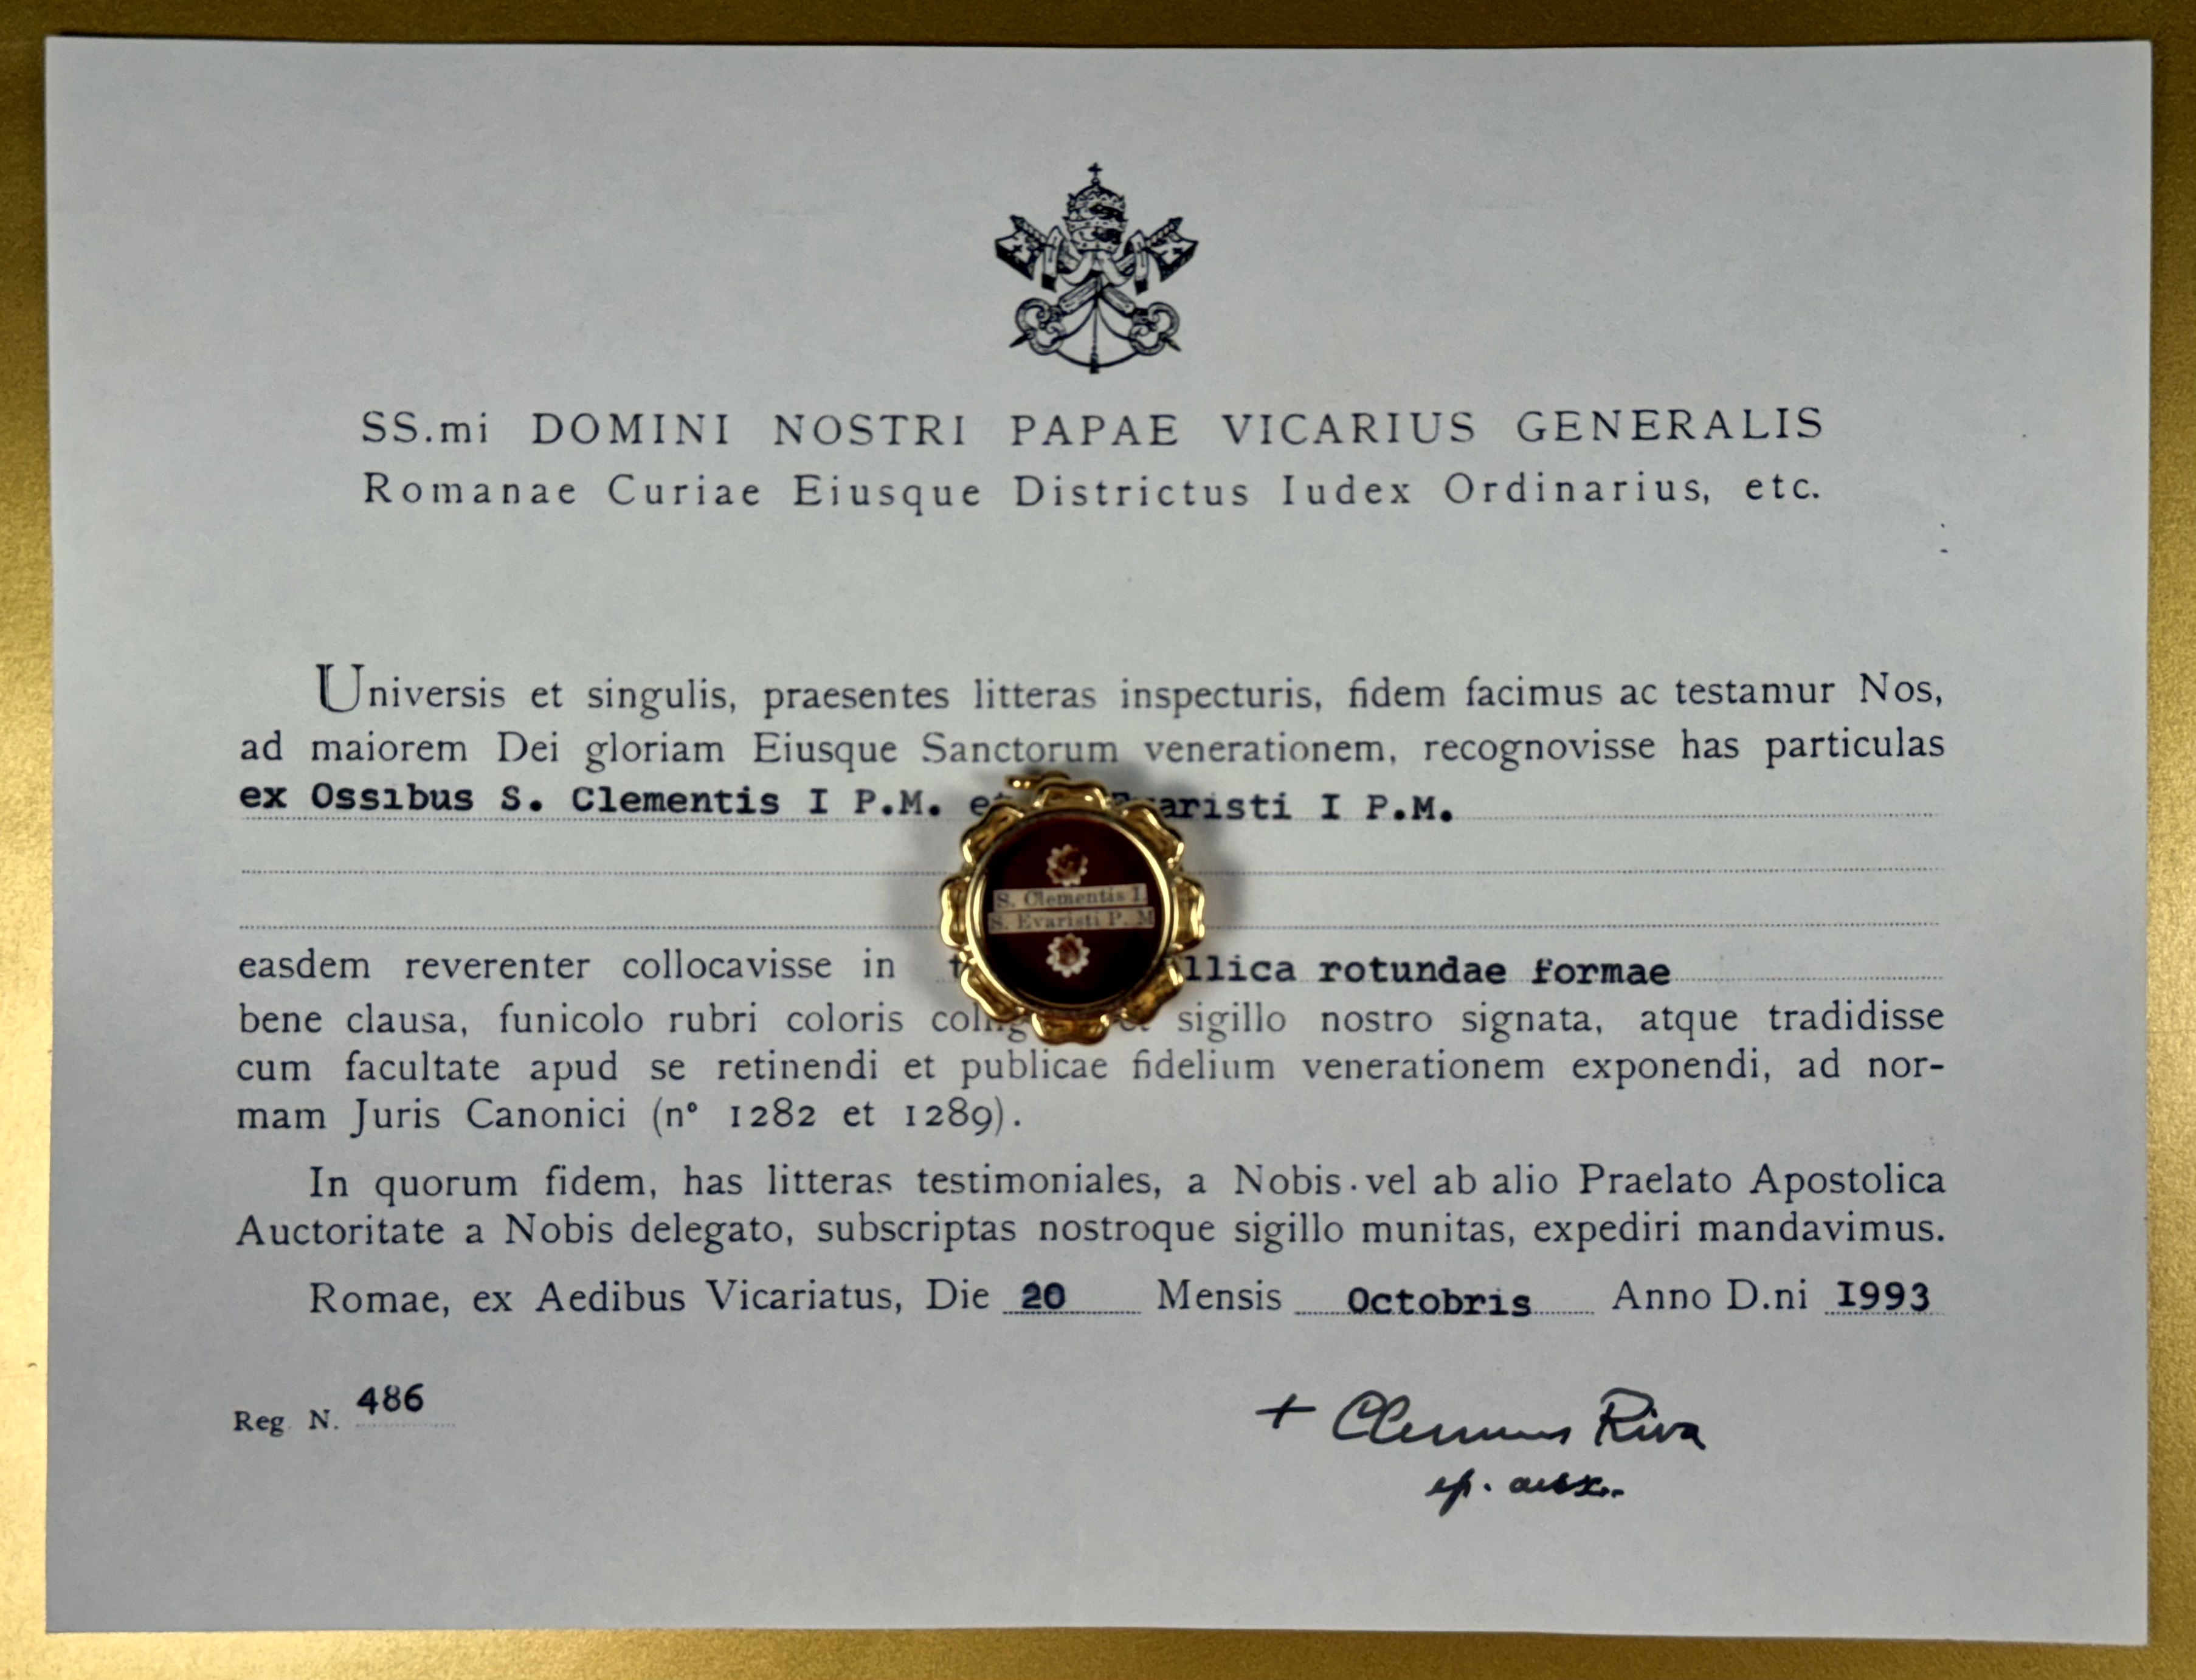 SS.mi DOMINI NOSTRI PAPAE VICARIUS GENERALIS
Romanae Curiae Eiusque Districtus Iudex Ordinarius, etc.
Universis et singulis, praesentes litteras inspecturis, fidem facimus ac testamur Nos,
ad maiorem Dei gloriam Eiusque Sanctorum venerationem, recognovisse has particulas
ex Ossibus S. Clementis I P.M. et Evaristi I P.M.
S. Clementis I.
S. Evaristi P. M
easdem reverenter collocavisse in rotundae formae
bene clausa, funicolo rubri coloris sigillo nostro signata, atque tradidisse
cum facultate apud se retinendi et publicae fidelium venerationem exponendi, ad nor-
mam Juris Canonici (n° 1282 et 1289).
In quorum fidem, has litteras testimoniales, a Nobis vel ab alio Praelato Apostolica
Auctoritate a Nobis delegato, subscriptas nostroque sigillo munitas, expediri mandavimus.
Romae, ex Aedibus Vicariatus, Die 20 Mensis Octobris Anno D.ni 1993
Reg. N. 486
+ Clemens Riva
ep. aux.